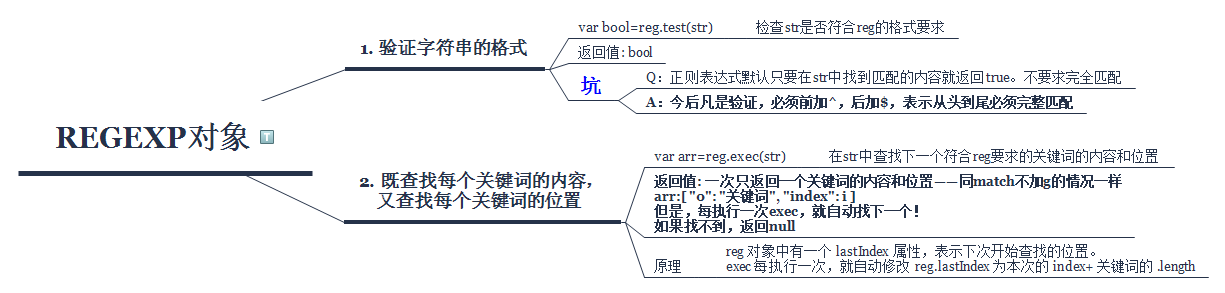 REGEXP对象
1. 验证字符串的格式
var bool=reg.test(str) 检查str是否符合reg的格式要求
返回值: bool
坑
Q：正则表达式默认只要在str中找到匹配的内容就返回true。不要求完全匹配
A：今后凡是验证，必须前加^，后加$，表示从头到尾必须完整匹配
2. 既查找每个关键词的内容，
又查找每个关键词的位置
var arr=reg.exec(str) 在str中查找下一个符合reg要求的关键词的内容和位置
返回值: 一次只返回一个关键词的内容和位置——同match不加g的情况一样
arr:[ "0": "关键词", "index": i ]
但是，每执行一次exec，就自动找下一个！
如果找不到，返回null
原理
reg 对象中有一个 lastIndex 属性，表示下次开始查找的位置。
exec 每执行一次，就自动修改 reg.lastIndex 为本次的 index+ 关键词的 .length